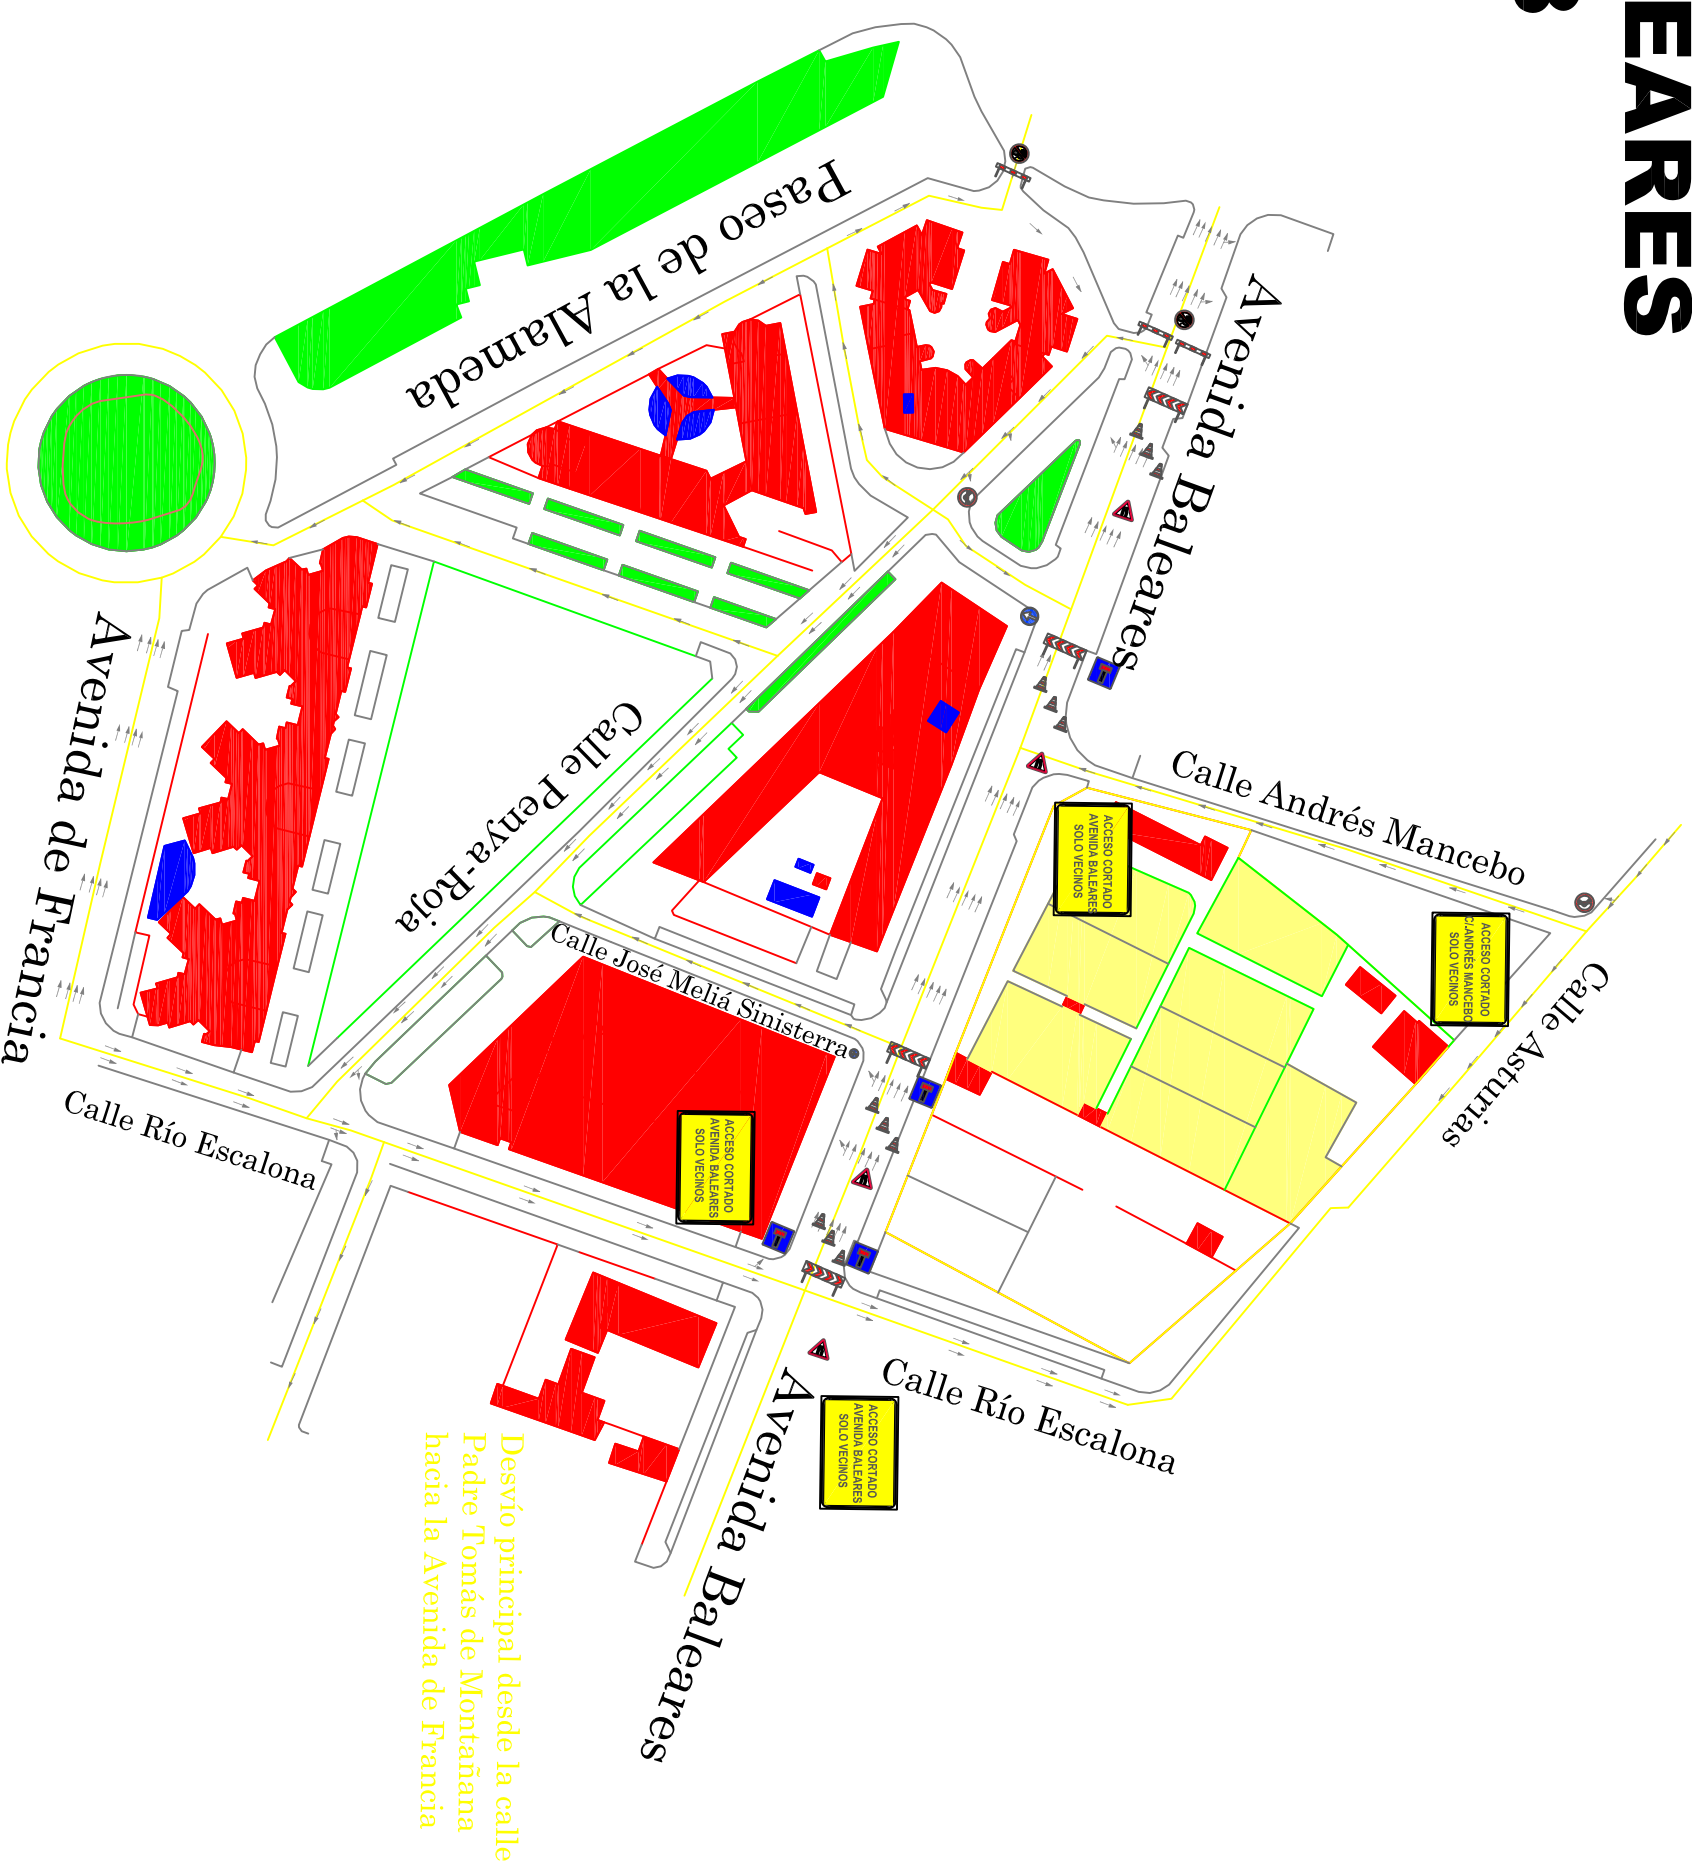 EARES
Paseo de la Alameda
Avenida Baleares
Calle Andrés Mancebo
ACCESO CORTADO
AVENIDA BALEARES
SOLO VECINOS
ACCESO CORTADO
C/.ANDRÉS MANCEBO
SOLO VECINOS
Calle Asturias
Avenida de Francia
Calle Penya-Roja
Calle José Meliá Sinisterra
Calle Río Escalona
ACCESO CORTADO
AVENIDA BALEARES
SOLO VECINOS
Calle Río Escalona
ACCESO CORTADO
AVENIDA BALEARES
SOLO VECINOS
Avenida Baleares
Desvío principal desde la calle
Padre Tomás de Montañana
hacia la Avenida de Francia